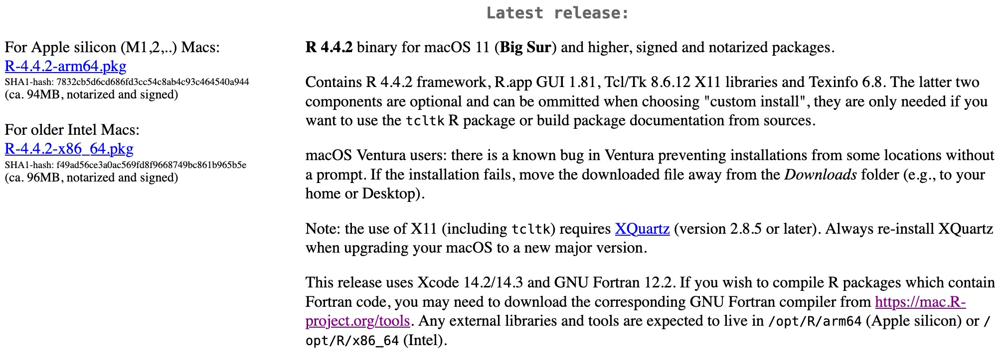 Latest release:
For Apple silicon (M1,2,..) Macs:
R-4.4.2-arm64.pkg
SHA1-hash: 7832cb5d6cd686fd3cc54c8ab4c93c464540a944
(ca. 94MB, notarized and signed)
For older Intel Macs:
R-4.4.2-x86_64.pkg
SHA1-hash: f49ad56ce3a0ac569fd8f9668749bc861b965b5e
(ca. 96MB, notarized and signed)
R 4.4.2 binary for macOS 11 (Big Sur) and higher, signed and notarized packages.
Contains R 4.4.2 framework, R.app GUI 1.81, Tcl/Tk 8.6.12 X11 libraries and Texinfo 6.8. The latter two
components are optional and can be ommitted when choosing "custom install", they are only needed if you
want to use the tcltk R package or build package documentation from sources.
macOS Ventura users: there is a known bug in Ventura preventing installations from some locations without
a prompt. If the installation fails, move the downloaded file away from the Downloads folder (e.g., to your
home or Desktop).
Note: the use of X11 (including tcltk) requires XQuartz (version 2.8.5 or later). Always re-install XQuartz
when upgrading your macOS to a new major version.
This release uses Xcode 14.2/14.3 and GNU Fortran 12.2. If you wish to compile R packages which contain
Fortran code, you may need to download the corresponding GNU Fortran compiler from https://mac.R-
project.org/tools. Any external libraries and tools are expected to live in /opt/R/arm64 (Apple silicon) or /
opt/R/x86_64 (Intel).